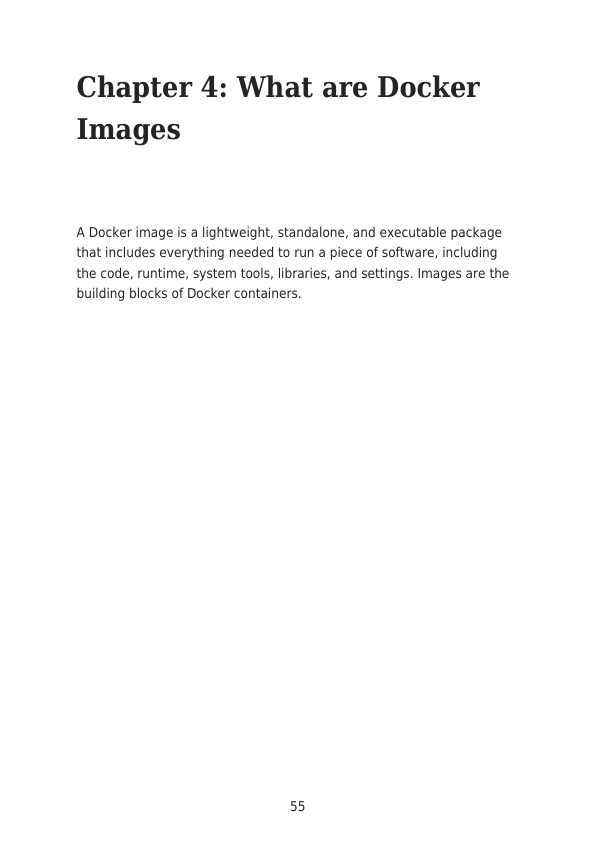 Chapter 4: What are Docker
Images
A Docker image is a lightweight, standalone, and executable package
that includes everything needed to run a piece of software, including
the code, runtime, system tools, libraries, and settings. Images are the
building blocks of Docker containers.
55